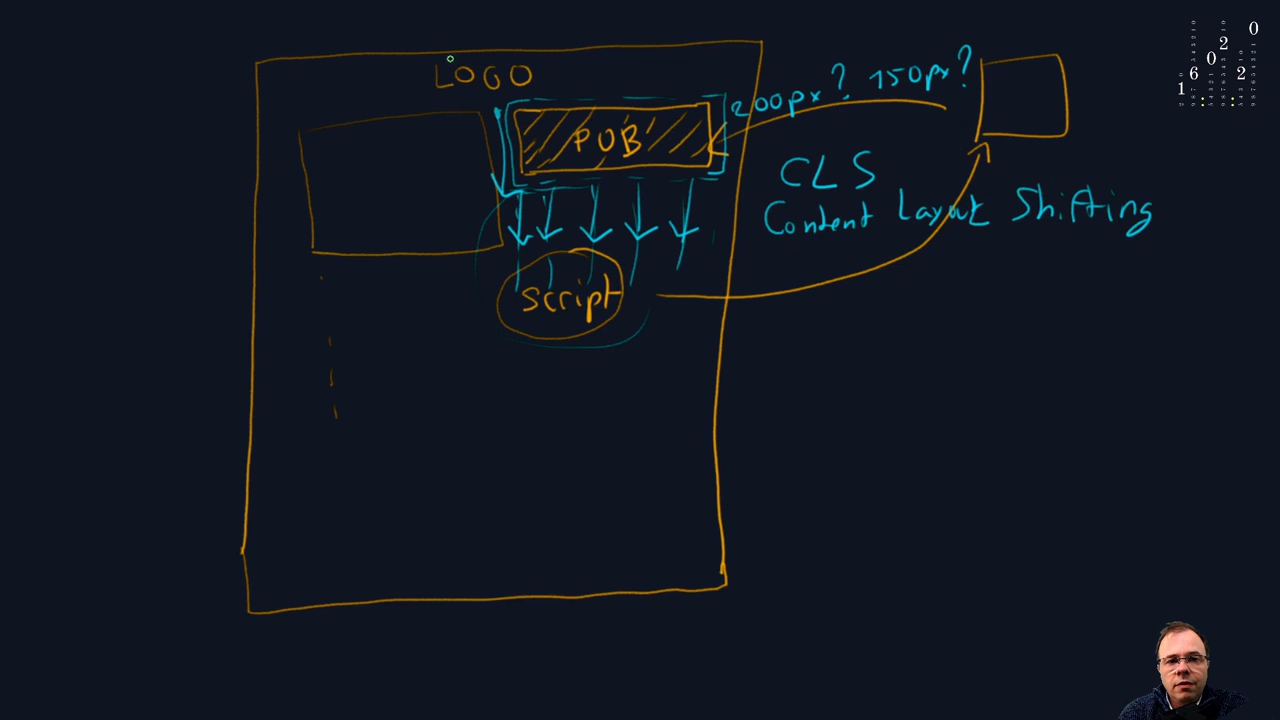 LOGO
PUB
200px? 150px?
CLS
Content Layout Shifting
script